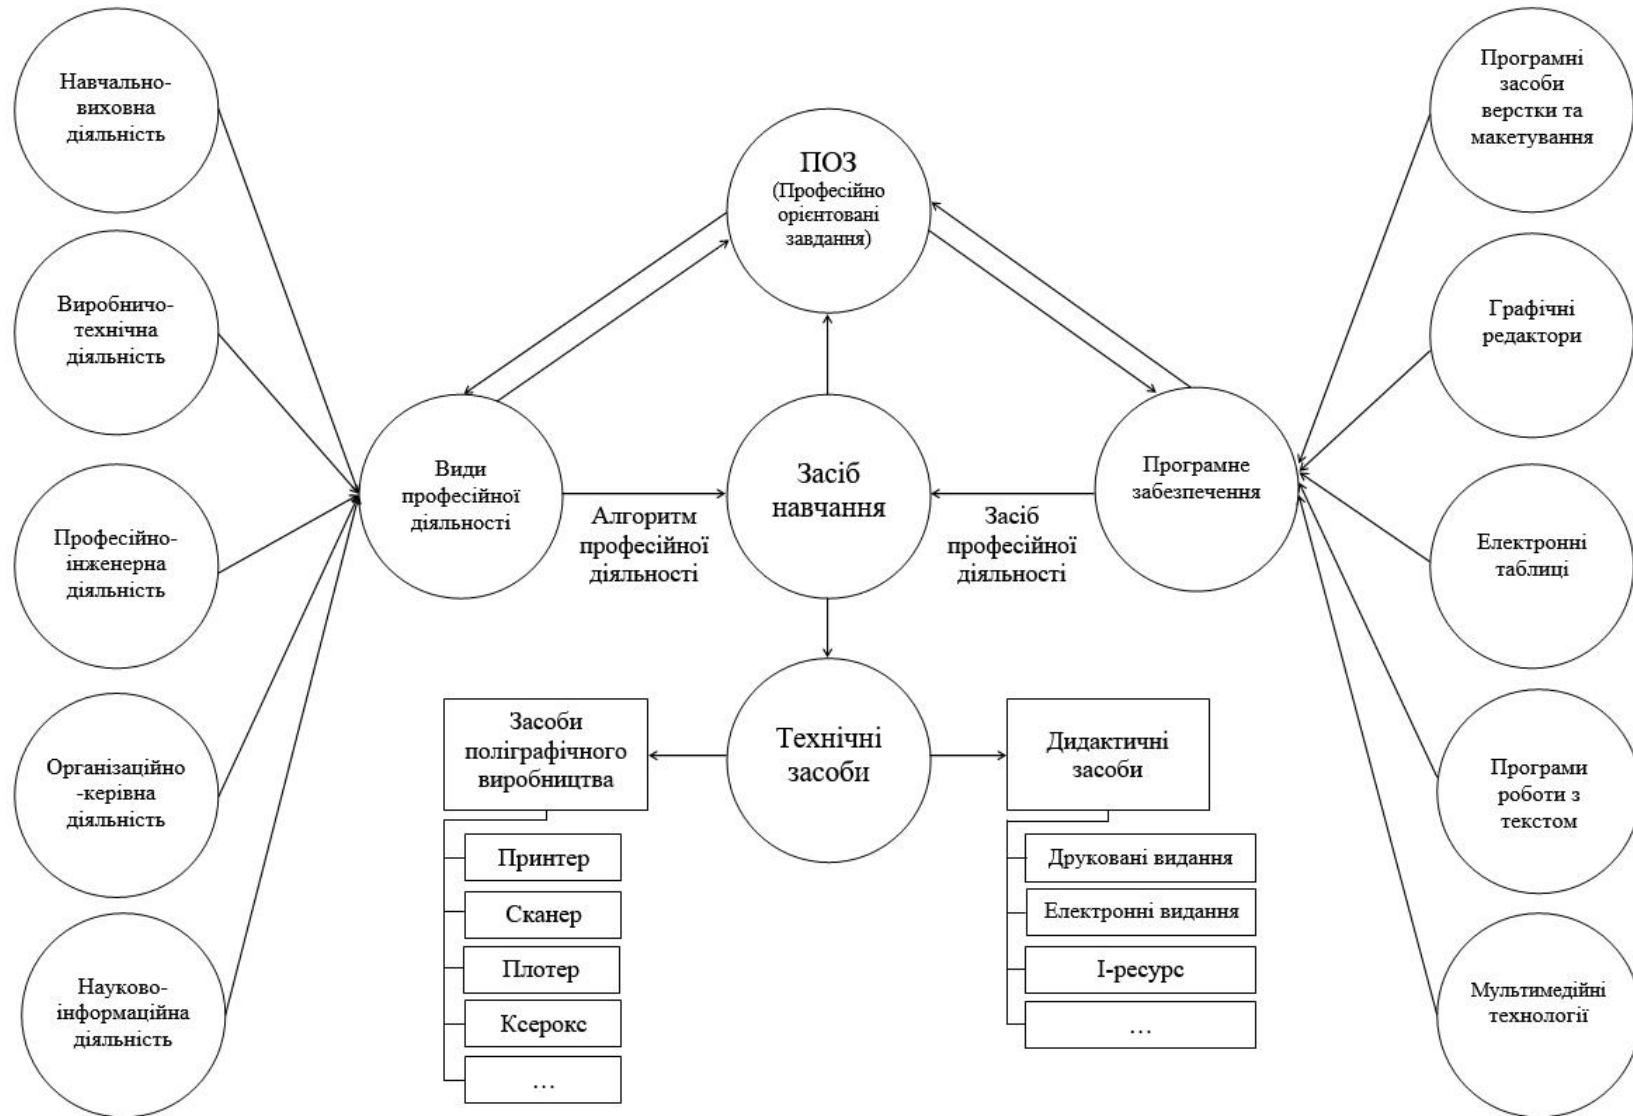 Навчально-
виховна
діяльність
Виробничо-
технічна
діяльність
Професійно-
інженерна
діяльність
Організаційно
-керівна
діяльність
Науково-
інформаційна
діяльність
Види
професійної
діяльності
Алгоритм
професійної
діяльності
ПОЗ
(Професійно
орієнтовані
завдання)
Засіб
навчання
Засіб
професійної
діяльності
Програмне
забезпечення
Технічні
засоби
Засоби
поліграфічного
виробництва
Принтер
Сканер
Плотер
Ксерокс
…
Дидактичні
засоби
Друковані видання
Електронні видання
І-ресурс
…
Програмні
засоби
верстки та
макетування
Графічні
редактори
Електронні
таблиці
Програми
роботи з
текстом
Мультимедійні
технології